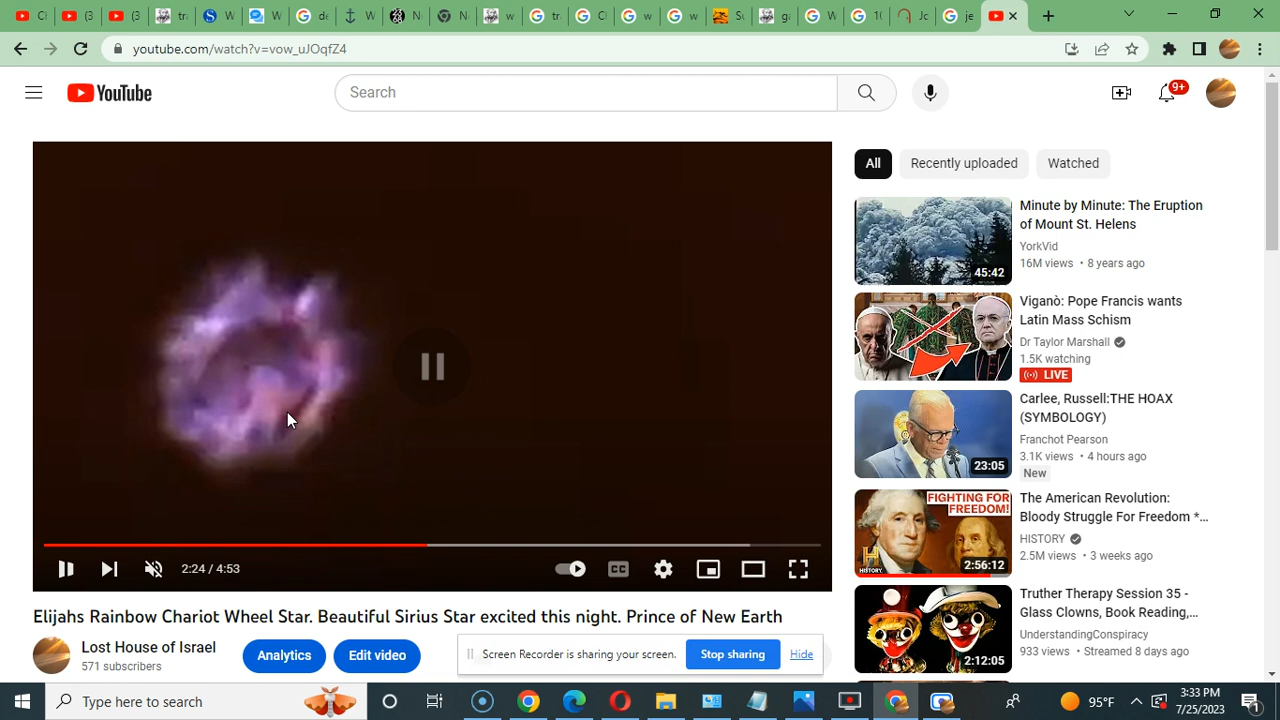 youtube.com/watch?v=vow_uJOqfZ4
YouTube
Search
9+
All
Recently uploaded
Watched
Minute by Minute: The Eruption
of Mount St. Helens
YorkVid
16M views • 8 years ago
45:42
Viganò: Pope Francis wants
Latin Mass Schism
Dr Taylor Marshall
1.5K watching
LIVE
Carlee, Russell:THE HOAX
(SYMBOLOGY)
Franchot Pearson
3.1K views • 4 hours ago
New
23:05
FIGHTING FOR
FREEDOM!
H
HISTORY
2:56:12
The American Revolution:
Bloody Struggle For Freedom *...
HISTORY
2.5M views • 3 weeks ago
Truther Therapy Session 35 -
Glass Clowns, Book Reading,...
UnderstandingConspiracy
933 views • Streamed 8 days ago
2:12:05
2:24 / 4:53
CC
Elijahs Rainbow Chariot Wheel Star. Beautiful Sirius Star excited this night. Prince of New Earth
Lost House of Israel
571 subscribers
Analytics
Edit video
Screen Recorder is sharing your screen.
Stop sharing
Hide
Type here to search
95°F
3:33 PM
7/25/2023
1